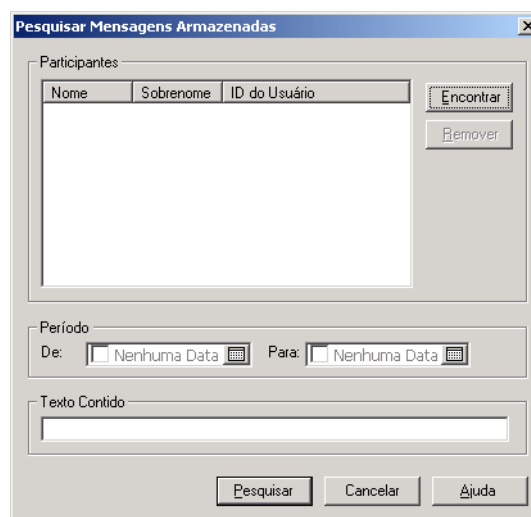 Pesquisar Mensagens Armazenadas
Participantes
Nome Sobrenome ID do Usuário
Encontrar
Remover
Período
De: Nenhuma Data Para: Nenhuma Data
Texto Contido
Pesquisar Cancelar Ajuda